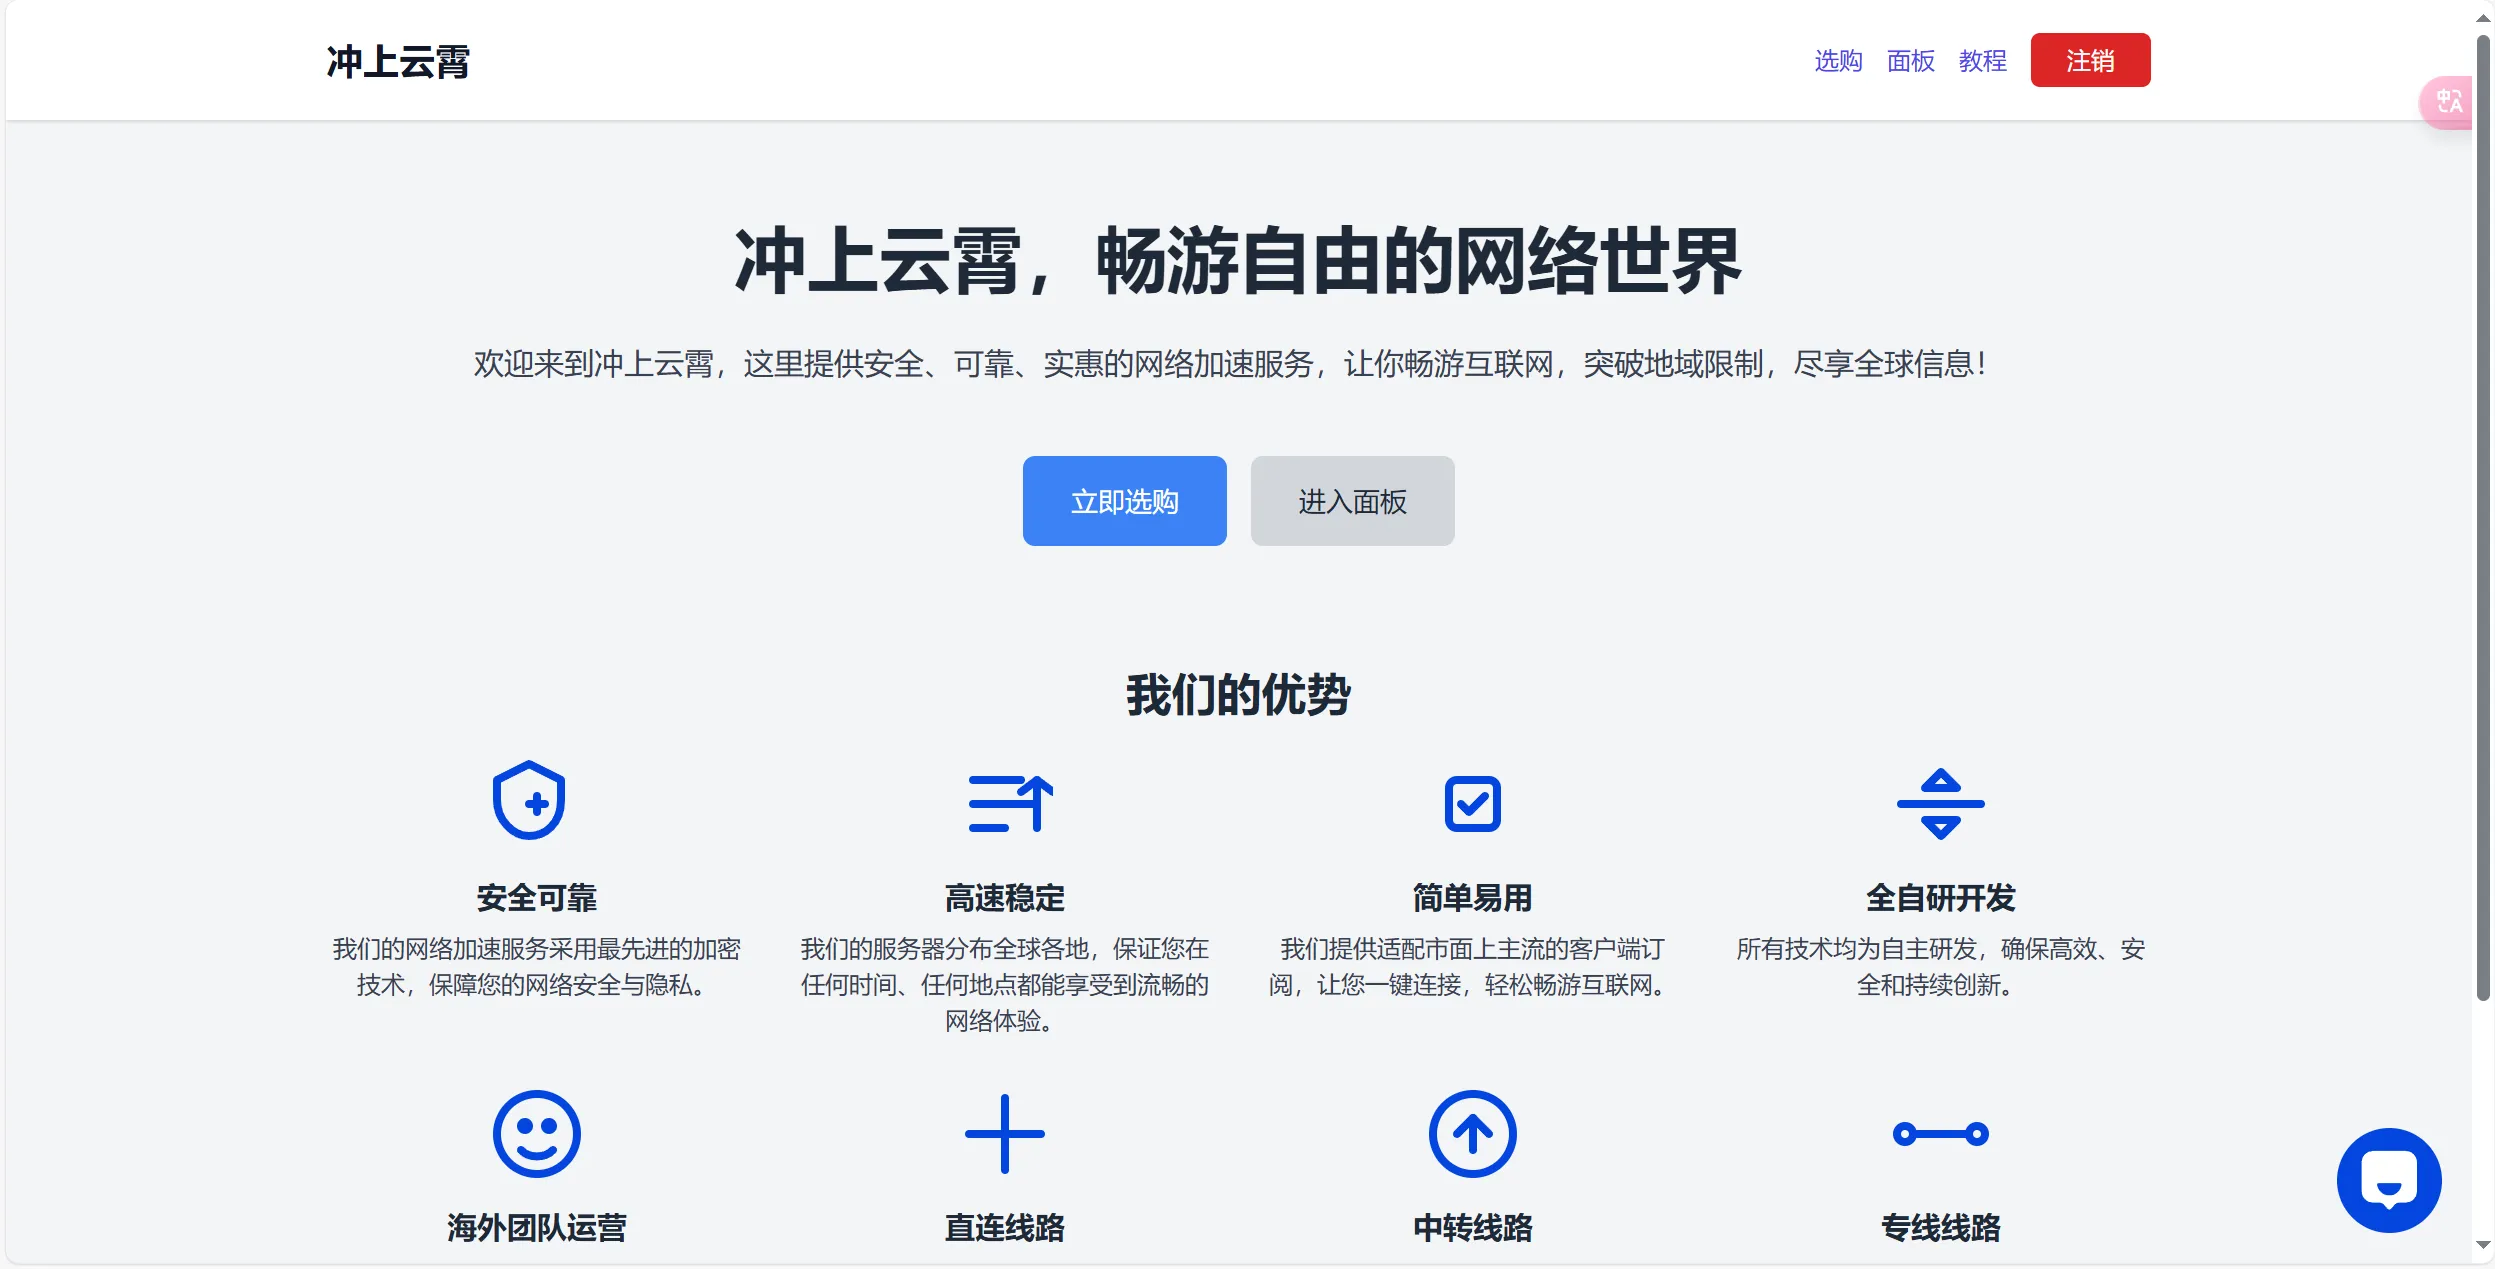 冲上云霄
选购 面板 教程 注销
冲上云霄，畅游自由的网络世界
欢迎来到冲上云霄，这里提供安全、可靠、实惠的网络加速服务，让你畅游互联网，突破地域限制，尽享全球信息！
立即选购 进入面板
我们的优势
安全可靠
我们的网络加速服务采用最先进的加密
技术，保障您的网络安全与隐私。
高速稳定
我们的服务器分布全球各地，保证您在
任何时间、任何地点都能享受到流畅的
网络体验。
简单易用
我们提供适配市面上主流的客户端订
阅，让您一键连接，轻松畅游互联网。
全自研开发
所有技术均为自主研发，确保高效、安
全和持续创新。
海外团队运营
直连线路
中转线路
专线线路